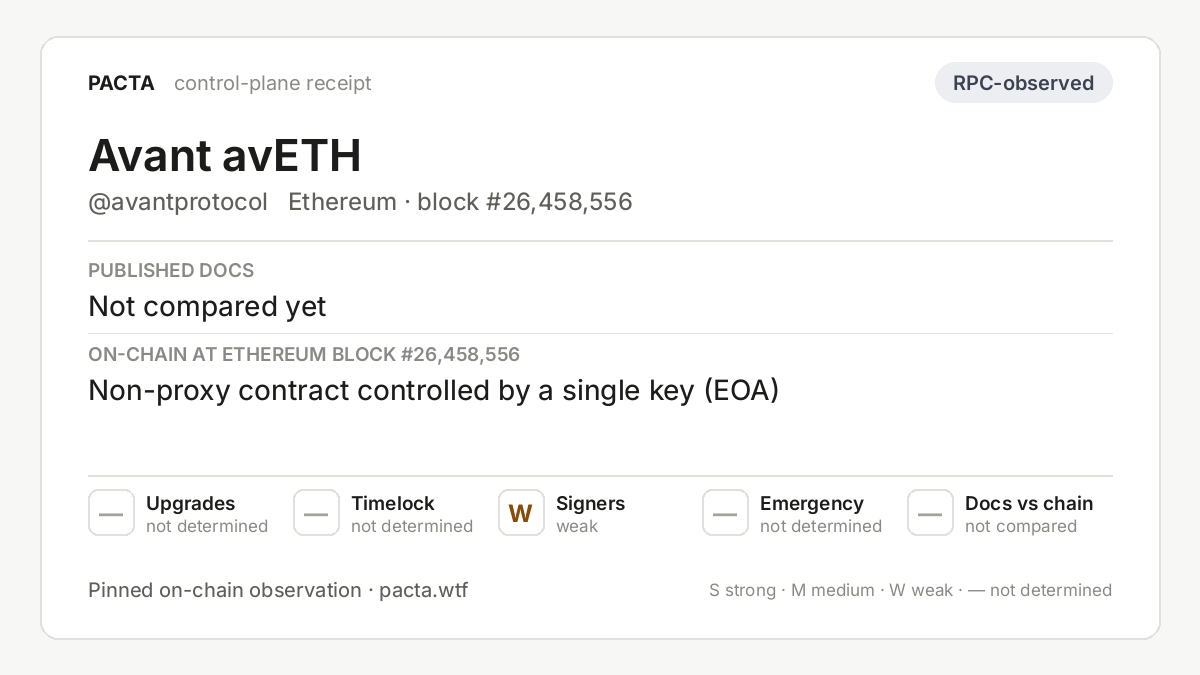 PACTA control-plane receipt RPC-observed
Avant avETH
@avantprotocol Ethereum · block #26,458,556
PUBLISHED DOCS
Not compared yet
ON-CHAIN AT ETHEREUM BLOCK #26,458,556
Non-proxy contract controlled by a single key (EOA)
— Upgrades — Timelock W Signers — Emergency — Docs vs chain
not determined not determined weak not determined not compared
Pinned on-chain observation · pacta.wtf S strong · M medium · W weak · — not determined